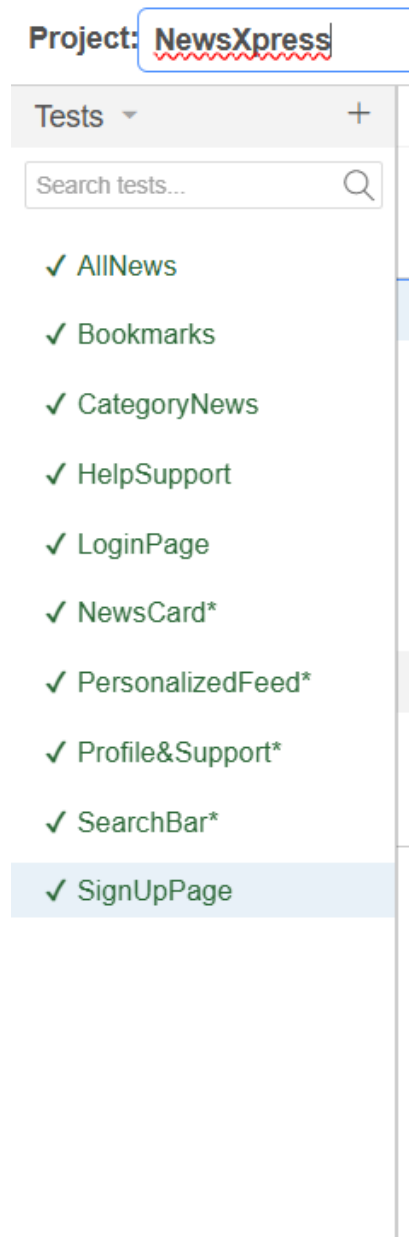 Project: NewsXpress
Tests
Search tests...
✓ AllNews
✓ Bookmarks
✓ CategoryNews
✓ HelpSupport
✓ LoginPage
✓ NewsCard*
✓ PersonalizedFeed*
✓ Profile&Support*
✓ SearchBar*
✓ SignUpPage